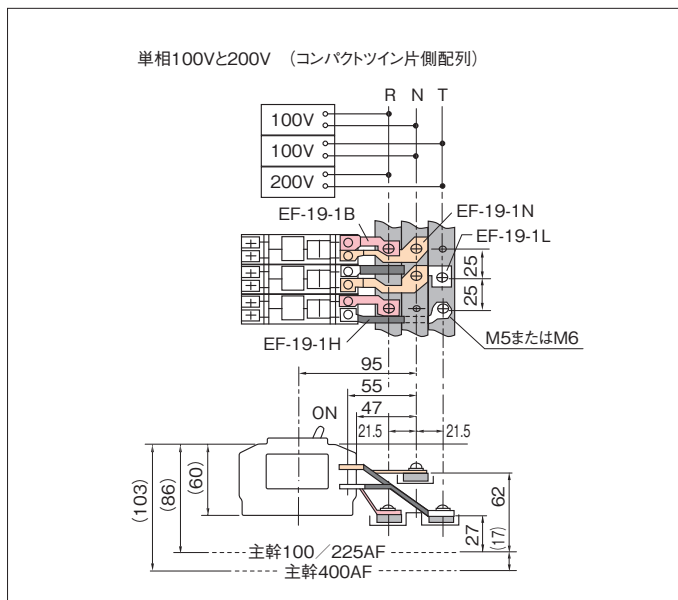 単相100Vと200V （コンパクトツイン片側配列）
R N T
100V
100V
200V
EF-19-1B
EF-19-1N
EF-19-1L
25
25
EF-19-1H
M5またはM6
95
55
47
ON
21.5
21.5
(103)
(86)
(60)
62
27
(17)
主幹100／225AF
主幹400AF